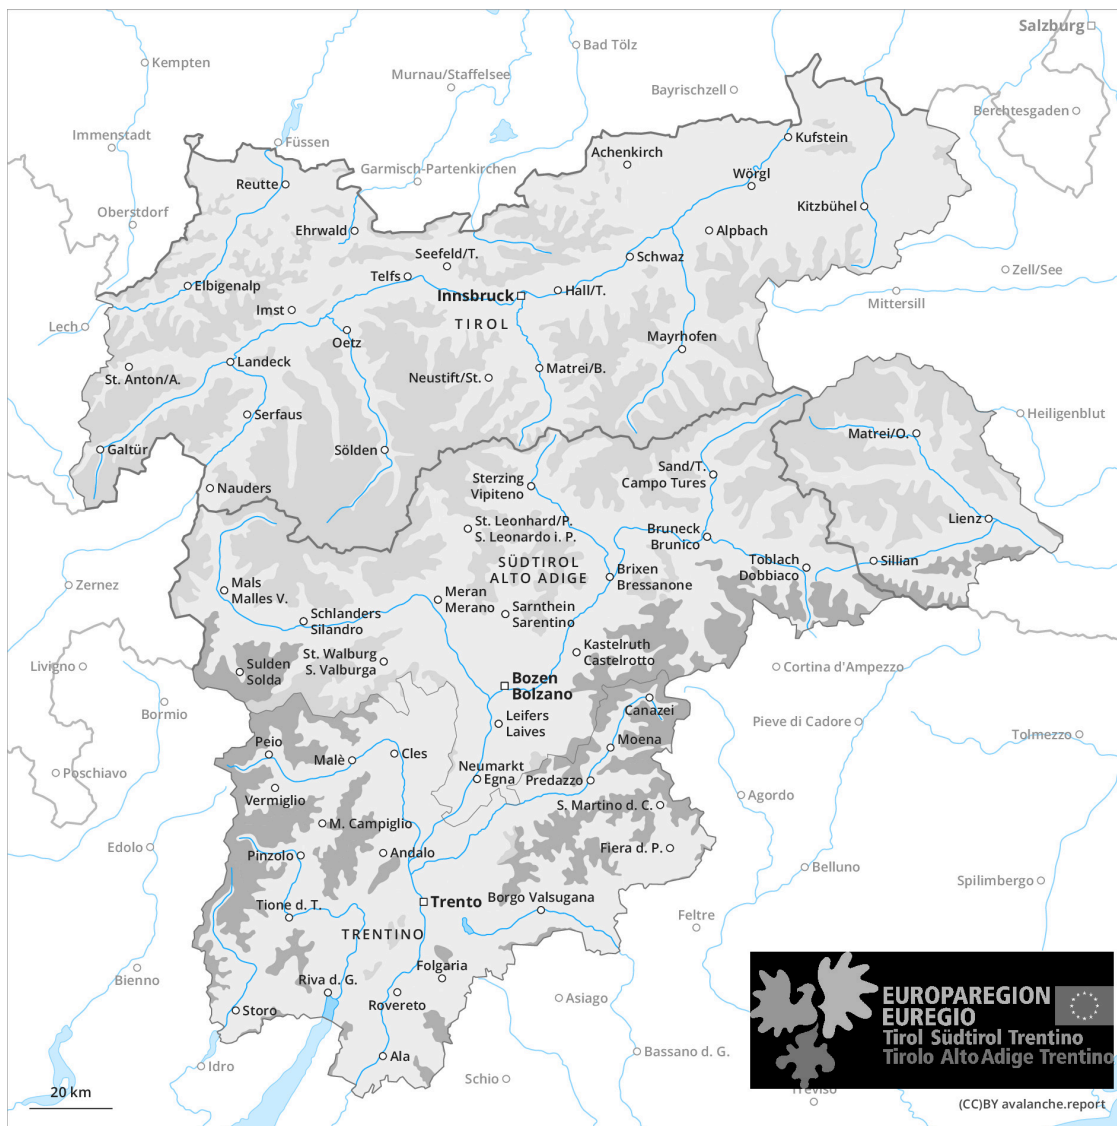 Salzburg
Bad Tölz
Kempten
Murnau/Staffelsee
Bayrischzell
Berchtesgaden
Immenstadt
Füssen
Kufstein
Achenkirch
Garmisch-Partenkirchen
Wörgl
Reutte
Oberstdorf
Kitzbühel
Ehrwald
Alpbach
Seefeld/T.
Schwaz
Zell/See
Telfs
Elbigenalp
Hall/T.
Innsbruck
Mittersill
Imst
TIROL
Lech
Oetz
Mayrhofen
Landeck
Matrei/B.
St. Anton/A.
Neustift/St.
Serfaus
Heiligenblut
Matrei/O.
Galtür
Sölden
Sand/T.
Campo Tures
Sterzing
Vipiteno
Nauders
Lienz
St. Leonhard/P.
S. Leonardo i. P.
Bruneck
Brunico
SÜDTIROL
ALTO ADIGE
Toblach
Dobbiaco
Sillian
Brixen
Bressanone
Zernez
Mals
Malles V.
Meran
Merano
Schlanders
Silandro
Sarnthein
Sarentino
Kastelruth
Castelrotto
St. Walburg
S. Valburga
Livigno
Sulden
Solda
Cortina d'Ampezzo
Bozen
Bolzano
Canazei
Bormio
Leifers
Laives
Pieve di Cadore
Tolmezzo
Moena
Peio
Cles
Malè
Neumarkt
Egna
Poschiavo
Predazzo
Vermiglio
Agordo
S. Martino d. C.
M. Campiglio
Edolo
Fiera d. P.
Pinzolo
Andalo
Belluno
Spilimbergo
Borgo Valsugana
Trento
Tione d. T.
Feltre
TRENTINO
Folgaria
Bienno
Riva d. G.
Rovereto
Asiago
Storo
EUROPAREGION
EUREGIO
Tirol Südtirol Trentino
Tirolo Alto Adige Trentino
Bassano d. G.
Ala
Idro
Schio
Treviso
20 km
(CC)BY avalanche.report